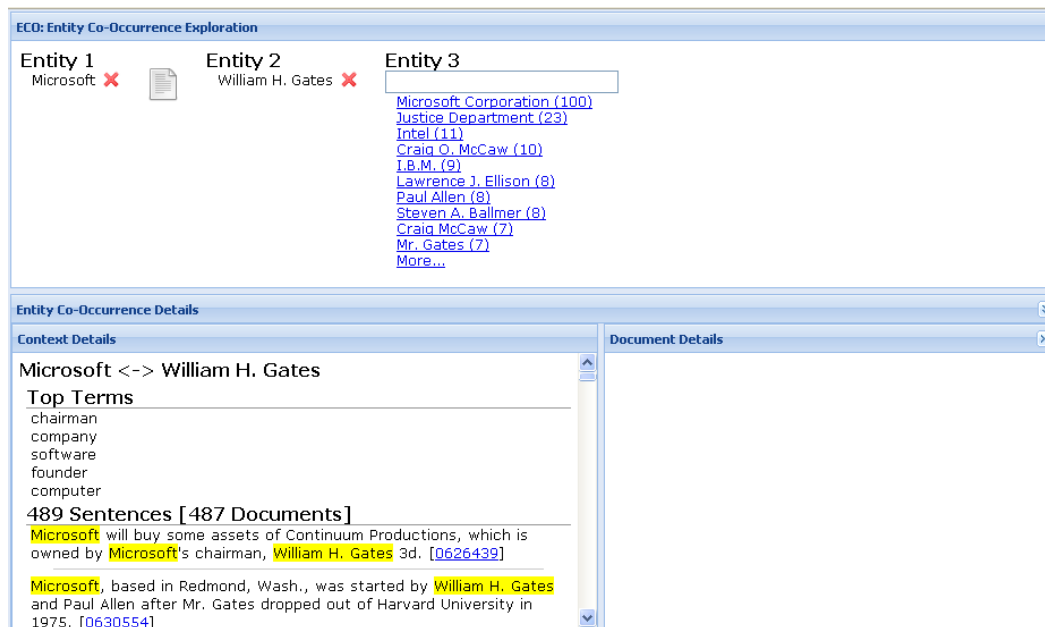 ECO: Entity Co-Occurrence Exploration
Entity 1
Microsoft
Entity 2
William H. Gates
Entity 3
Microsoft Corporation (100)
Justice Department (23)
Intel (11)
Craig O. McCaw (10)
I.B.M. (9)
Lawrence J. Ellison (8)
Paul Allen (8)
Steven A. Ballmer (8)
Craig McCaw (7)
Mr. Gates (7)
More...
Entity Co-Occurrence Details
Context Details
Microsoft <-> William H. Gates
Top Terms
chairman
company
software
founder
computer
489 Sentences [487 Documents]
Microsoft will buy some assets of Continuum Productions, which is
owned by Microsoft's chairman, William H. Gates 3d. [0626439]
Microsoft, based in Redmond, Wash., was started by William H. Gates
and Paul Allen after Mr. Gates dropped out of Harvard University in
1975. [0630554]
Document Details